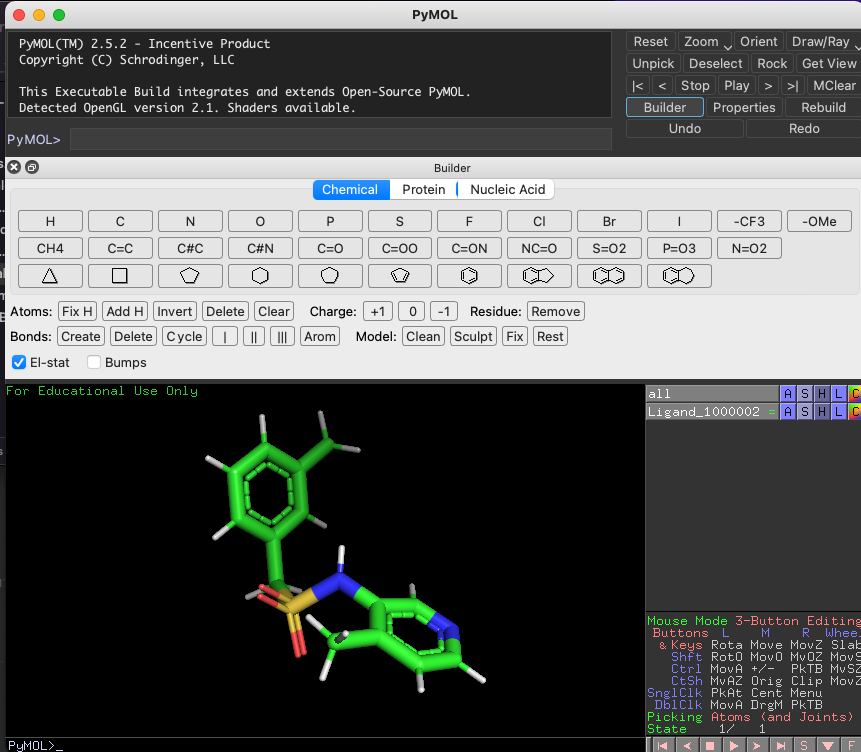 PyMOL
PyMOL(TM) 2.5.2 - Incentive Product
Copyright (C) Schrodinger, LLC
This Executable Build integrates and extends Open-Source PyMOL.
Detected OpenGL version 2.1. Shaders available.
PyMOL>
Reset Zoom Orient Draw/Ray
Unpick Deselect Rock Get View
|< < Stop Play > >| MClear
Builder Properties Rebuild
Undo Redo
Builder
Chemical Protein Nucleic Acid
H C N O P S F Cl Br I -CF3 -OMe
CH4 C=C C#C C#N C=O C=OO C=ON NC=O S=O2 P=O3 N=O2
Atoms: Fix H Add H Invert Delete Clear Charge: +1 0 -1 Residue: Remove
Bonds: Create Delete Cycle | || ||| Arom Model: Clean Sculpt Fix Rest
El-stat Bumps
For Educational Use Only
all A S H L C
Ligand_1000002 = A S H L C
Mouse Mode 3-Button Editing
Buttons L M R Whee
& Keys Rota Move MovZ Slab
Shft RotO MovO MvOZ MovS
Ctrl MovA +/- PkTB MvSZ
CtSh MvAZ Orig Clip MovZ
SnglClk PkAt Cent Menu
DblClk MovA DrgM PkTB
Picking Atoms (and Joints)
State 1/ 1
PyMOL>_
S F